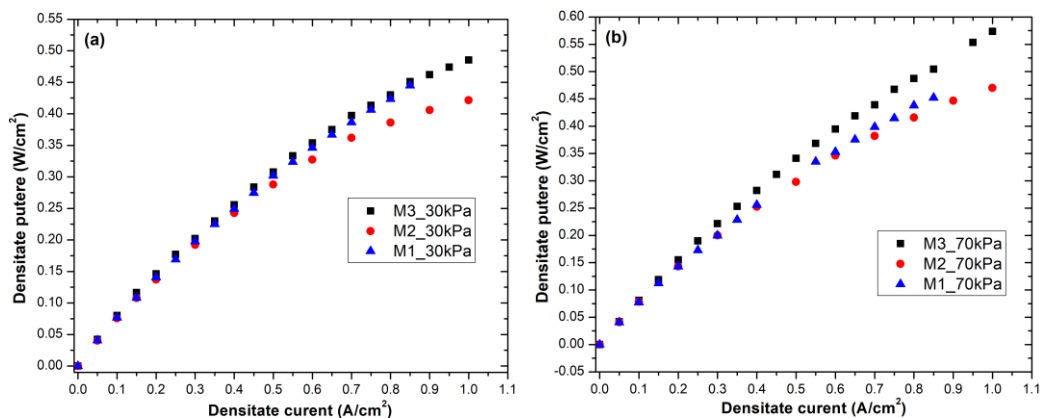 (a)
Densitate putere (W/cm²)
0.55
0.50
0.45
0.40
0.35
0.30
0.25
0.20
0.15
0.10
0.05
0.00
M3_30kPa
M2_30kPa
M1_30kPa
0.0 0.1 0.2 0.3 0.4 0.5 0.6 0.7 0.8 0.9 1.0 1.1
Densitate curent (A/cm²)
(b)
Densitate putere (W/cm²)
0.60
0.55
0.50
0.45
0.40
0.35
0.30
0.25
0.20
0.15
0.10
0.05
0.00
-0.05
M3_70kPa
M2_70kPa
M1_70kPa
0.0 0.1 0.2 0.3 0.4 0.5 0.6 0.7 0.8 0.9 1.0 1.1
Densitate curent (A/cm²)